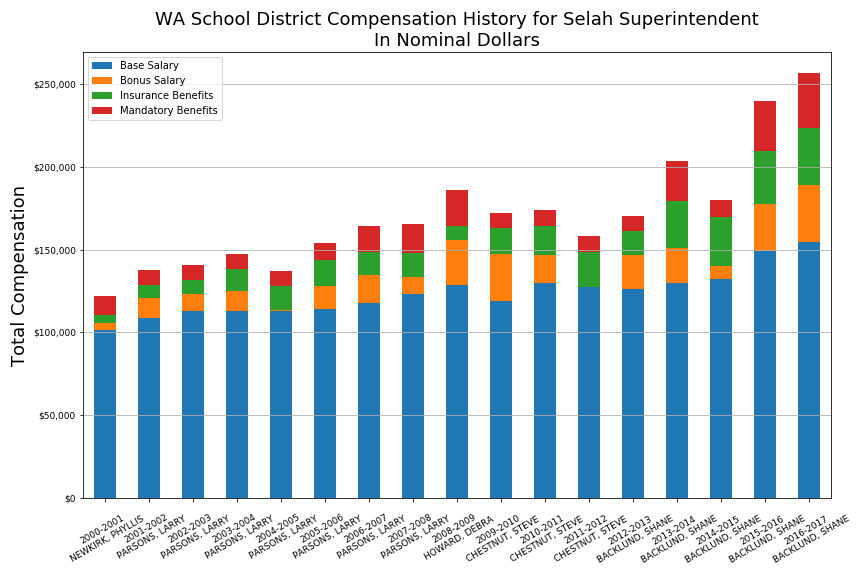 WA School District Compensation History for Selah Superintendent
In Nominal Dollars
Base Salary
Bonus Salary
Insurance Benefits
Mandatory Benefits
Total Compensation
$250,000
$200,000
$150,000
$100,000
$50,000
$0
2000-2001
NEWKIRK, PHYLLIS
2001-2002
PARSONS, LARRY
2002-2003
PARSONS, LARRY
2003-2004
PARSONS, LARRY
2004-2005
PARSONS, LARRY
2005-2006
PARSONS, LARRY
2006-2007
PARSONS, LARRY
2007-2008
PARSONS, LARRY
2008-2009
HOWARD, DEBRA
2009-2010
CHESTNUT, STEVE
2010-2011
CHESTNUT, STEVE
2011-2012
CHESTNUT, STEVE
2012-2013
BACKLUND, SHANE
2013-2014
BACKLUND, SHANE
2014-2015
BACKLUND, SHANE
2015-2016
BACKLUND, SHANE
2016-2017
BACKLUND, SHANE